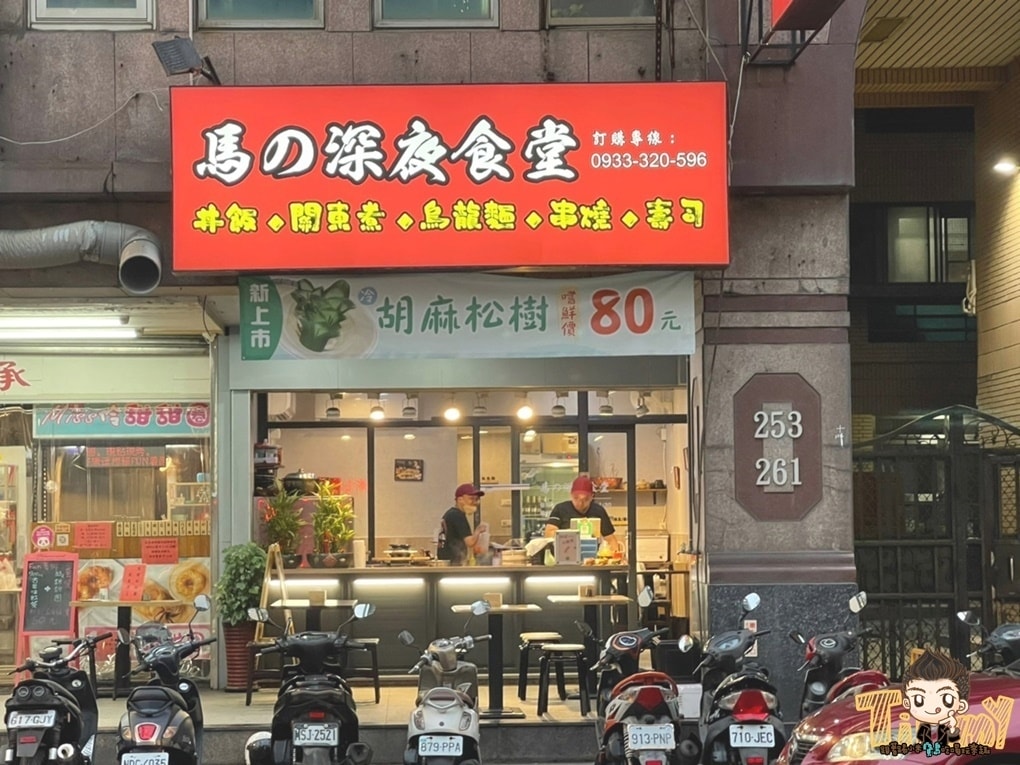 馬の深夜食堂
訂購專線：
0933-320-596
丼飯◆關東煮◆烏龍麵◆串燒◆壽司
新上市
冷
胡麻松樹
嚐鮮價
80元
承
甜甜圈
253
261
617-GJY
MSJ-2521
879-PPA
913-PNP
710-JEC